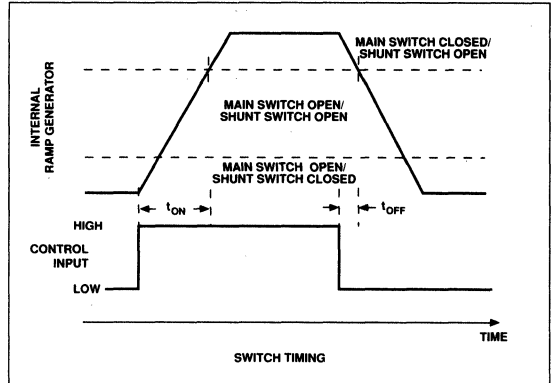 MAIN SWITCH CLOSED/
SHUNT SWITCH OPEN
INTERNAL
RAMP GENERATOR
MAIN SWITCH OPEN/
SHUNT SWITCH OPEN
MAIN SWITCH OPEN/
SHUNT SWITCH CLOSED
tON
tOFF
HIGH
CONTROL
INPUT
LOW
TIME
SWITCH TIMING